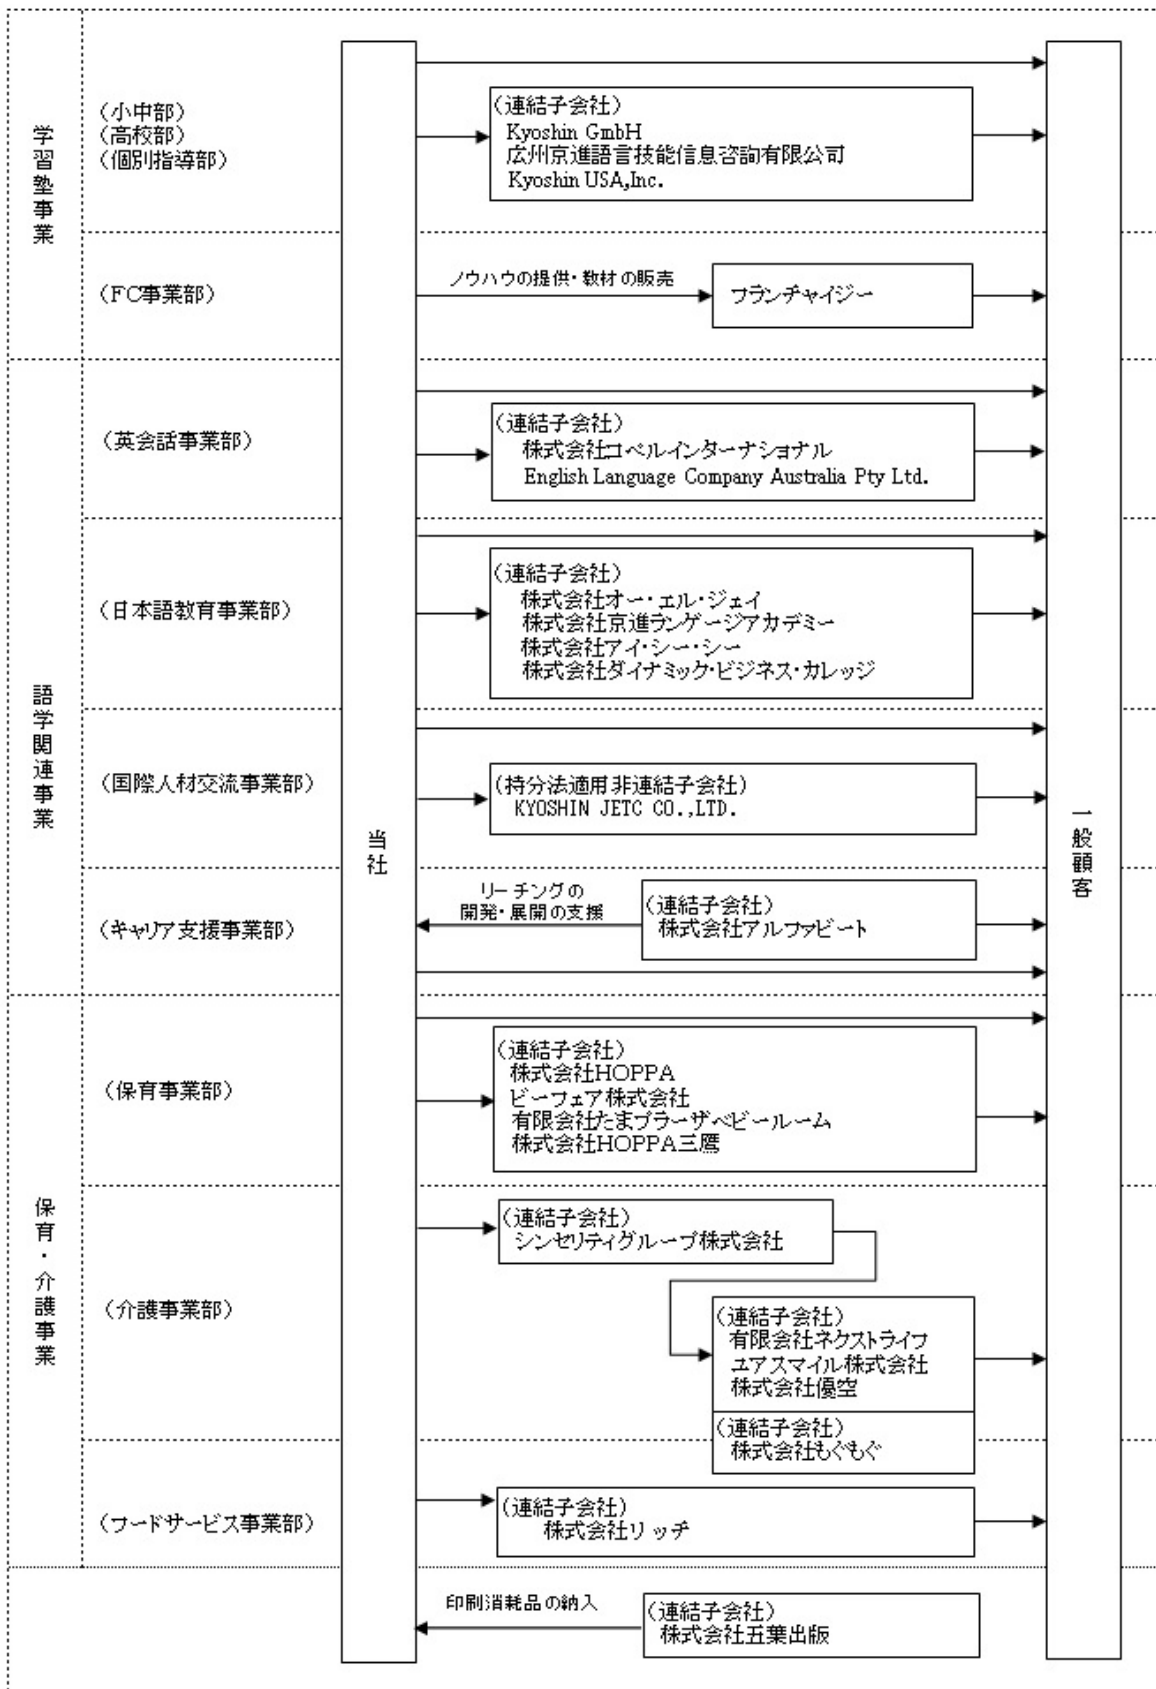 学習塾事業
(小中部)
(高校部)
(個別指導部)
(連結子会社)
Kyoshin GmbH
広州京進語言技能信息咨詢有限公司
Kyoshin USA,Inc.
(FC事業部)
ノウハウの提供・教材の販売
フランチャイジー
語学関連事業
(英会話事業部)
(連結子会社)
株式会社コペルインターナショナル
English Language Company Australia Pty Ltd.
(日本語教育事業部)
(連結子会社)
株式会社オー・エル・ジェイ
株式会社京進ランゲージアカデミー
株式会社アイ・シー・シー
株式会社ダイナミック・ビジネス・カレッジ
(国際人材交流事業部)
(持分法適用非連結子会社)
KYOSHIN JETC CO.,LTD.
当社
一般顧客
(キャリア支援事業部)
リーチングの
開発・展開の支援
(連結子会社)
株式会社アルファビート
保育・介護事業
(保育事業部)
(連結子会社)
株式会社HOPPA
ビーフェア株式会社
有限会社たまプラーザベビールーム
株式会社HOPPA三鷹
(介護事業部)
(連結子会社)
シンセリティグループ株式会社
(連結子会社)
有限会社ネクストライフ
ユアスマイル株式会社
株式会社優空
(連結子会社)
株式会社もぐもぐ
(フードサービス事業部)
(連結子会社)
株式会社リッチ
印刷消耗品の納入
(連結子会社)
株式会社五葉出版